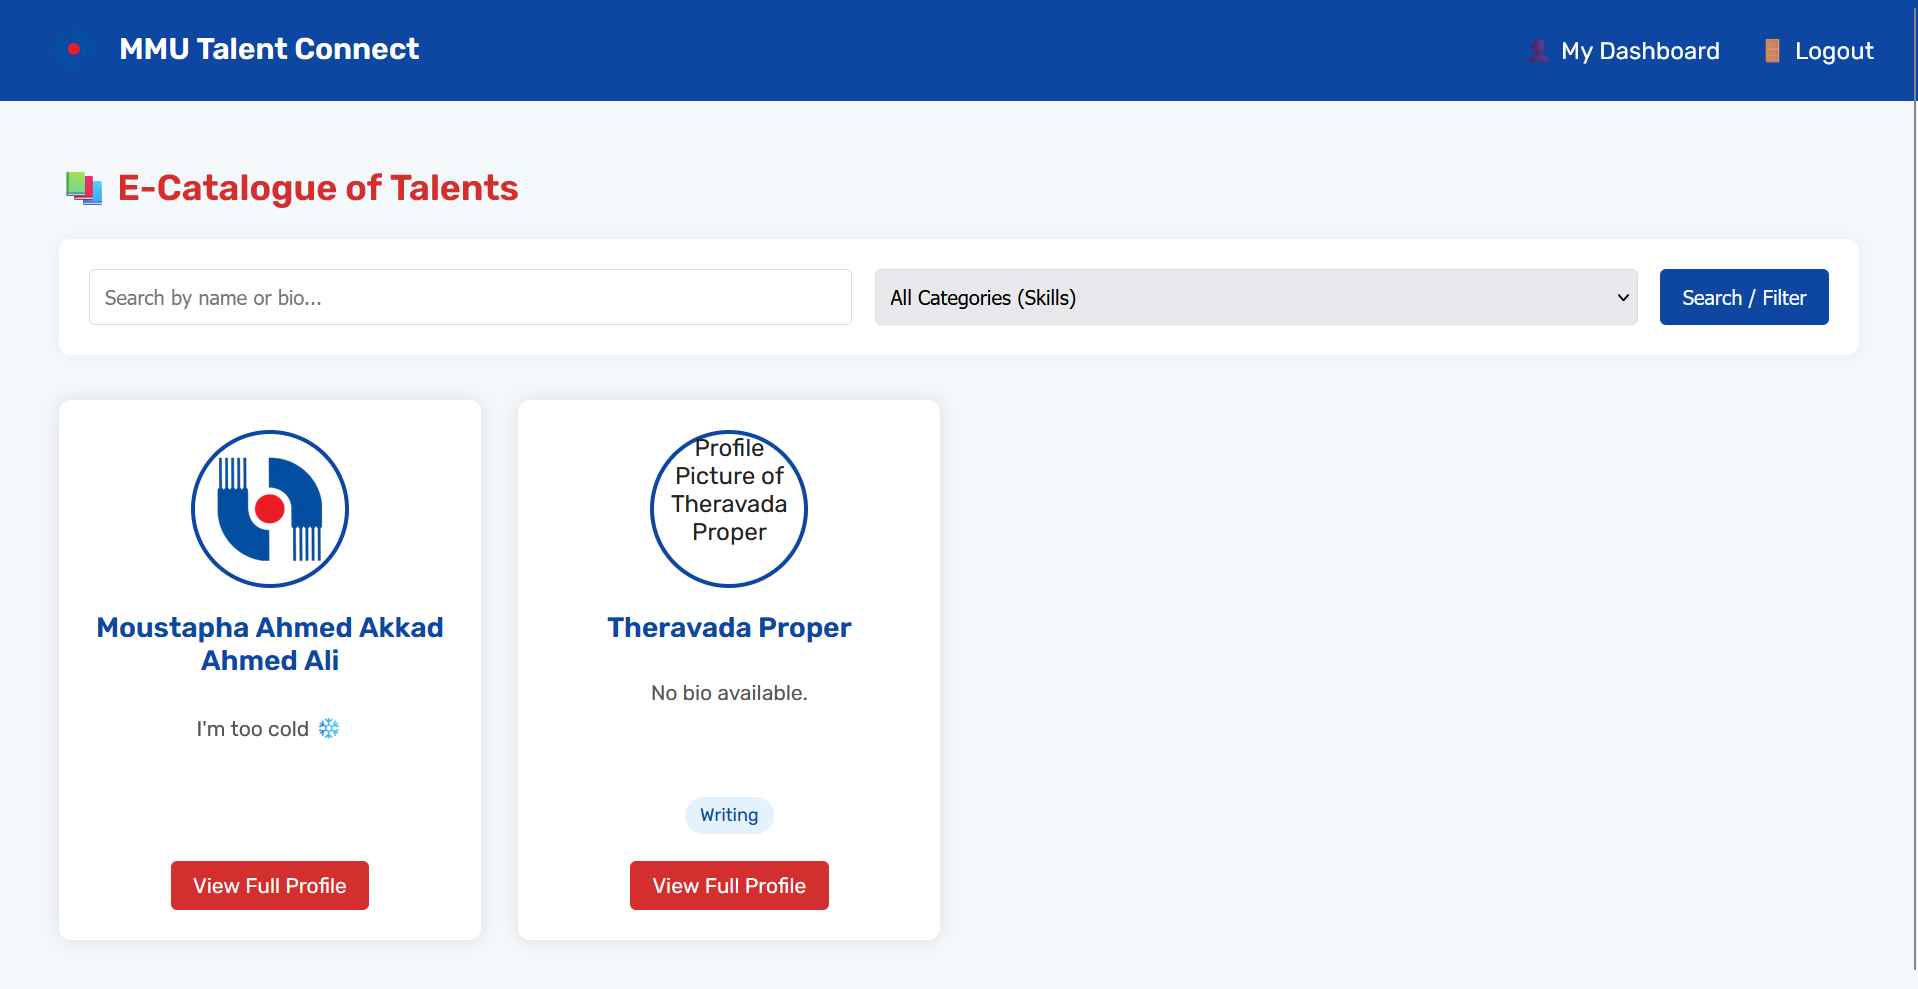 MMU Talent Connect
👤 My Dashboard
🚪 Logout
📚 E-Catalogue of Talents
Search by name or bio...
All Categories (Skills)
Search / Filter
Moustapha Ahmed Akkad
Ahmed Ali
I'm too cold ❄️
View Full Profile
Profile
Picture of
Theravada
Proper
Theravada Proper
No bio available.
Writing
View Full Profile